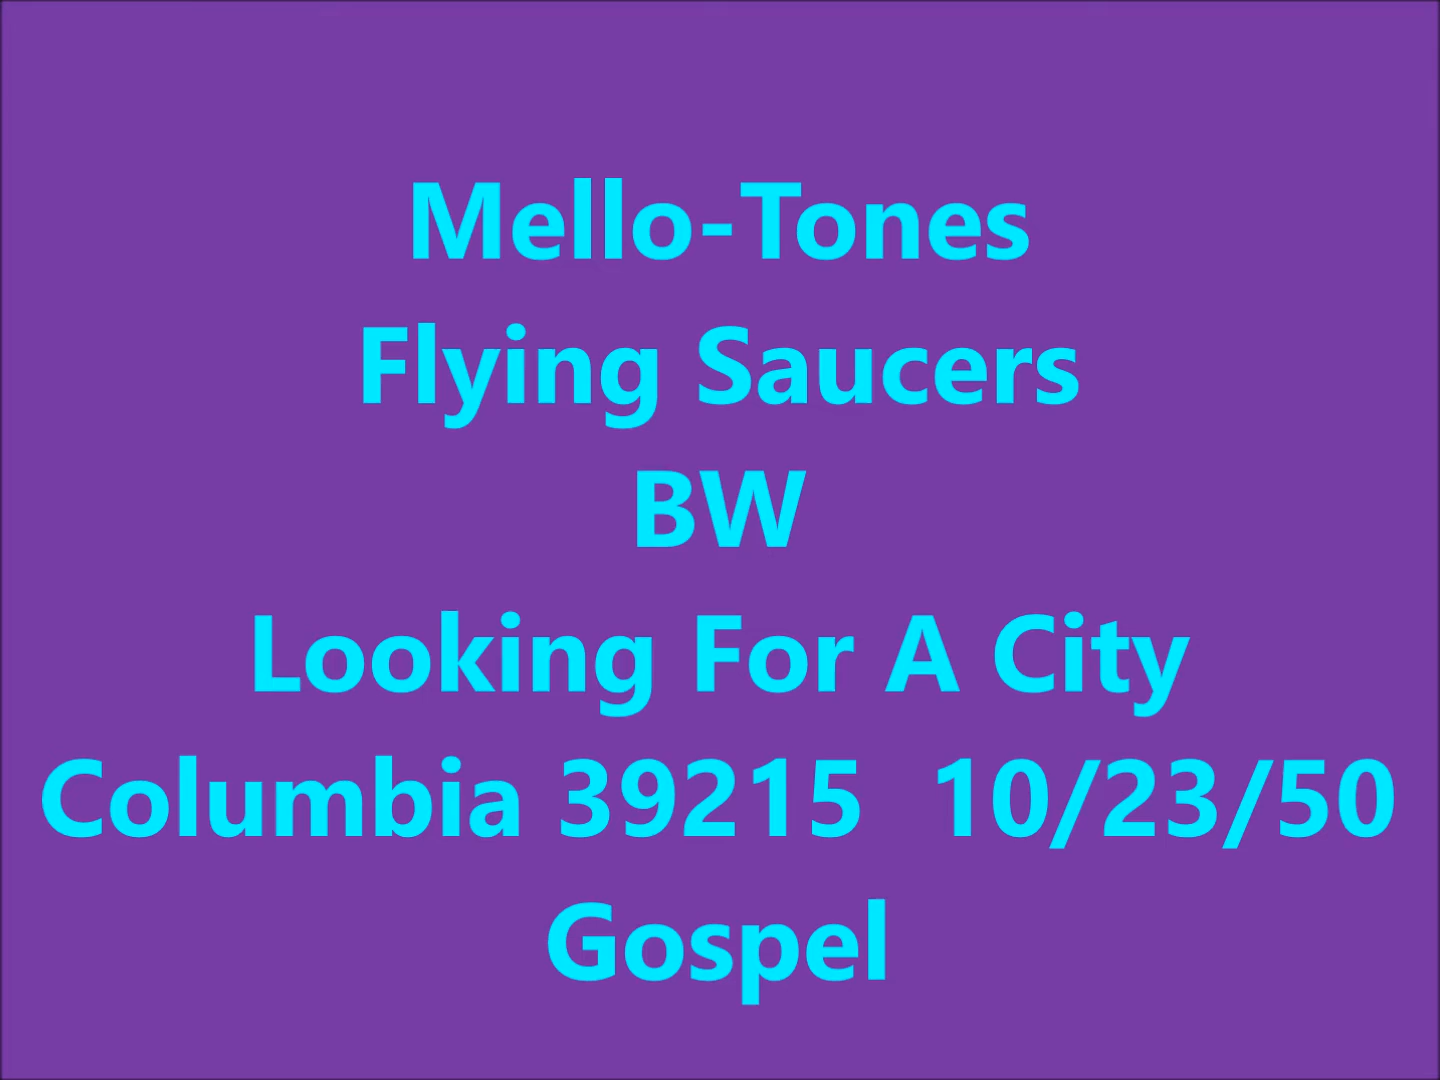 Mello-Tones
Flying Saucers
BW
Looking For A City
Columbia 39215  10/23/50
Gospel